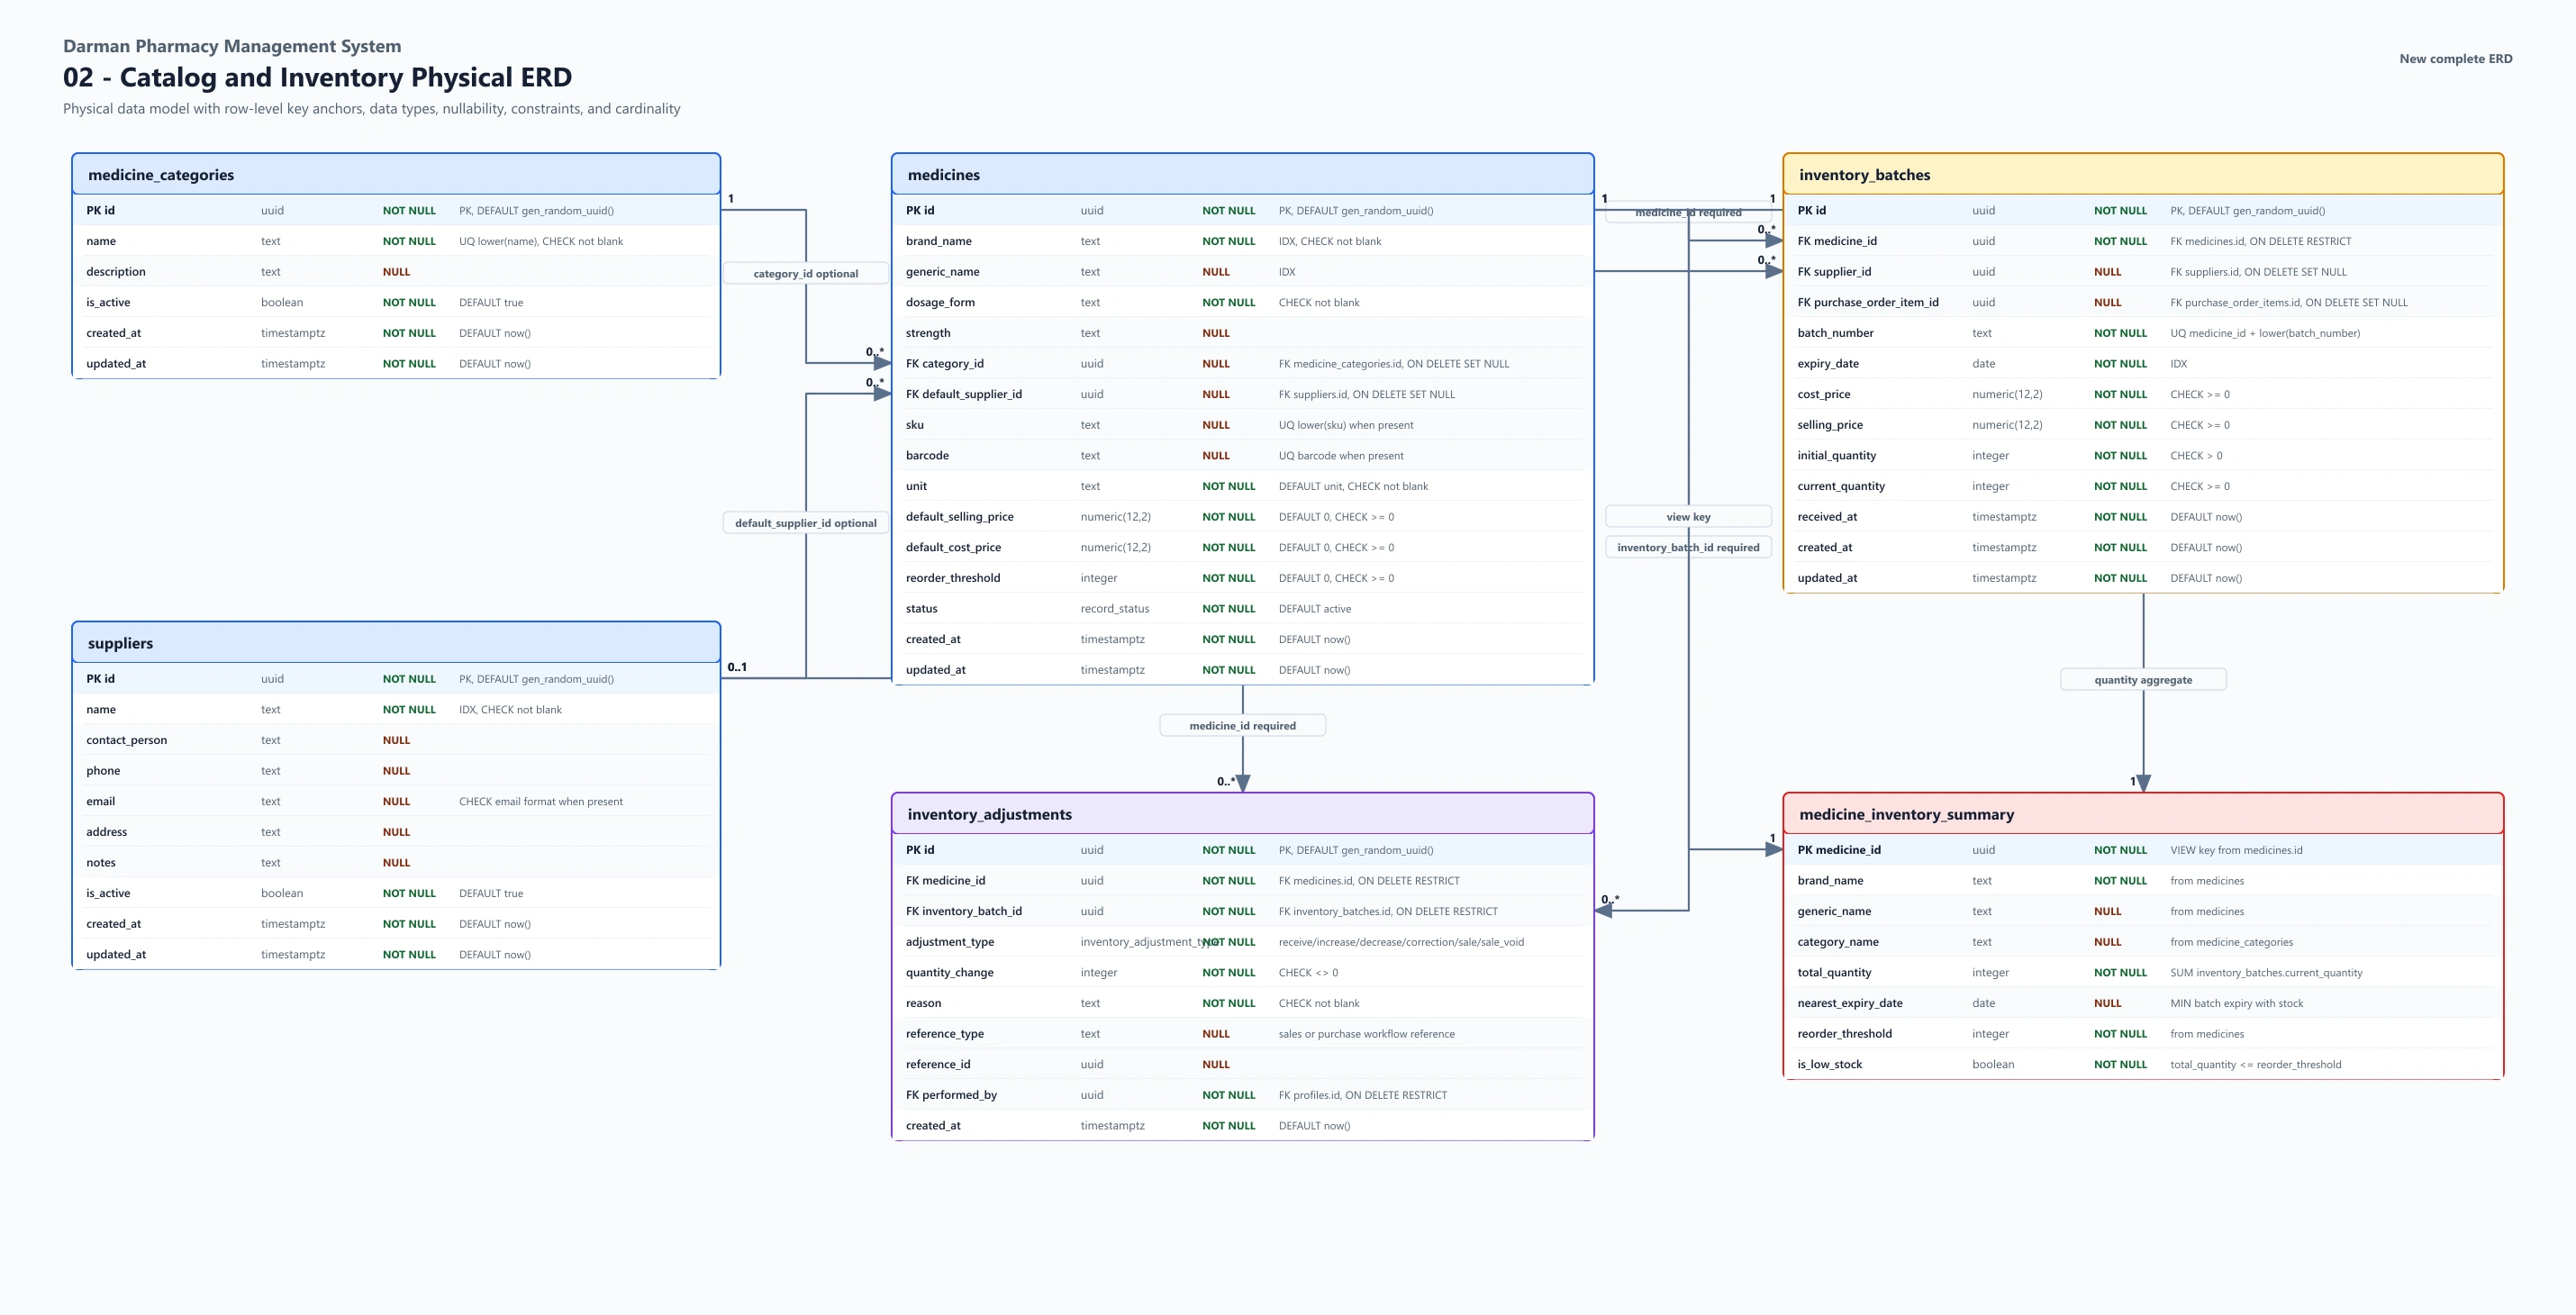 Darman Pharmacy Management System
02 - Catalog and Inventory Physical ERD
Physical data model with row-level key anchors, data types, nullability, constraints, and cardinality
New complete ERD
medicine_categories
PK id uuid NOT NULL PK, DEFAULT gen_random_uuid()
name text NOT NULL UQ lower(name), CHECK not blank
description text NULL
is_active boolean NOT NULL DEFAULT true
created_at timestamptz NOT NULL DEFAULT now()
updated_at timestamptz NOT NULL DEFAULT now()
1
category_id optional
0..*
0..*
default_supplier_id optional
0..1
suppliers
PK id uuid NOT NULL PK, DEFAULT gen_random_uuid()
name text NOT NULL IDX, CHECK not blank
contact_person text NULL
phone text NULL
email text NULL CHECK email format when present
address text NULL
notes text NULL
is_active boolean NOT NULL DEFAULT true
created_at timestamptz NOT NULL DEFAULT now()
updated_at timestamptz NOT NULL DEFAULT now()
medicines
PK id uuid NOT NULL PK, DEFAULT gen_random_uuid()
brand_name text NOT NULL IDX, CHECK not blank
generic_name text NULL IDX
dosage_form text NOT NULL CHECK not blank
strength text NULL
FK category_id uuid NULL FK medicine_categories.id, ON DELETE SET NULL
FK default_supplier_id uuid NULL FK suppliers.id, ON DELETE SET NULL
sku text NULL UQ lower(sku) when present
barcode text NULL UQ barcode when present
unit text NOT NULL DEFAULT unit, CHECK not blank
default_selling_price numeric(12,2) NOT NULL DEFAULT 0, CHECK >= 0
default_cost_price numeric(12,2) NOT NULL DEFAULT 0, CHECK >= 0
reorder_threshold integer NOT NULL DEFAULT 0, CHECK >= 0
status record_status NOT NULL DEFAULT active
created_at timestamptz NOT NULL DEFAULT now()
updated_at timestamptz NOT NULL DEFAULT now()
medicine_id required
0..*
inventory_adjustments
PK id uuid NOT NULL PK, DEFAULT gen_random_uuid()
FK medicine_id uuid NOT NULL FK medicines.id, ON DELETE RESTRICT
FK inventory_batch_id uuid NOT NULL FK inventory_batches.id, ON DELETE RESTRICT
adjustment_type inventory_adjustment_type NOT NULL receive/increase/decrease/correction/sale/sale_void
quantity_change integer NOT NULL CHECK <> 0
reason text NOT NULL CHECK not blank
reference_type text NULL sales or purchase workflow reference
reference_id uuid NULL
FK performed_by uuid NOT NULL FK profiles.id, ON DELETE RESTRICT
created_at timestamptz NOT NULL DEFAULT now()
1
1
medicine_id required
0..*
0..*
view key
inventory_batch_id required
1
0..*
inventory_batches
PK id uuid NOT NULL PK, DEFAULT gen_random_uuid()
FK medicine_id uuid NOT NULL FK medicines.id, ON DELETE RESTRICT
FK supplier_id uuid NULL FK suppliers.id, ON DELETE SET NULL
FK purchase_order_item_id uuid NULL FK purchase_order_items.id, ON DELETE SET NULL
batch_number text NOT NULL UQ medicine_id + lower(batch_number)
expiry_date date NOT NULL IDX
cost_price numeric(12,2) NOT NULL CHECK >= 0
selling_price numeric(12,2) NOT NULL CHECK >= 0
initial_quantity integer NOT NULL CHECK > 0
current_quantity integer NOT NULL CHECK >= 0
received_at timestamptz NOT NULL DEFAULT now()
created_at timestamptz NOT NULL DEFAULT now()
updated_at timestamptz NOT NULL DEFAULT now()
quantity aggregate
1
medicine_inventory_summary
PK medicine_id uuid NOT NULL VIEW key from medicines.id
brand_name text NOT NULL from medicines
generic_name text NULL from medicines
category_name text NULL from medicine_categories
total_quantity integer NOT NULL SUM inventory_batches.current_quantity
nearest_expiry_date date NULL MIN batch expiry with stock
reorder_threshold integer NOT NULL from medicines
is_low_stock boolean NOT NULL total_quantity <= reorder_threshold